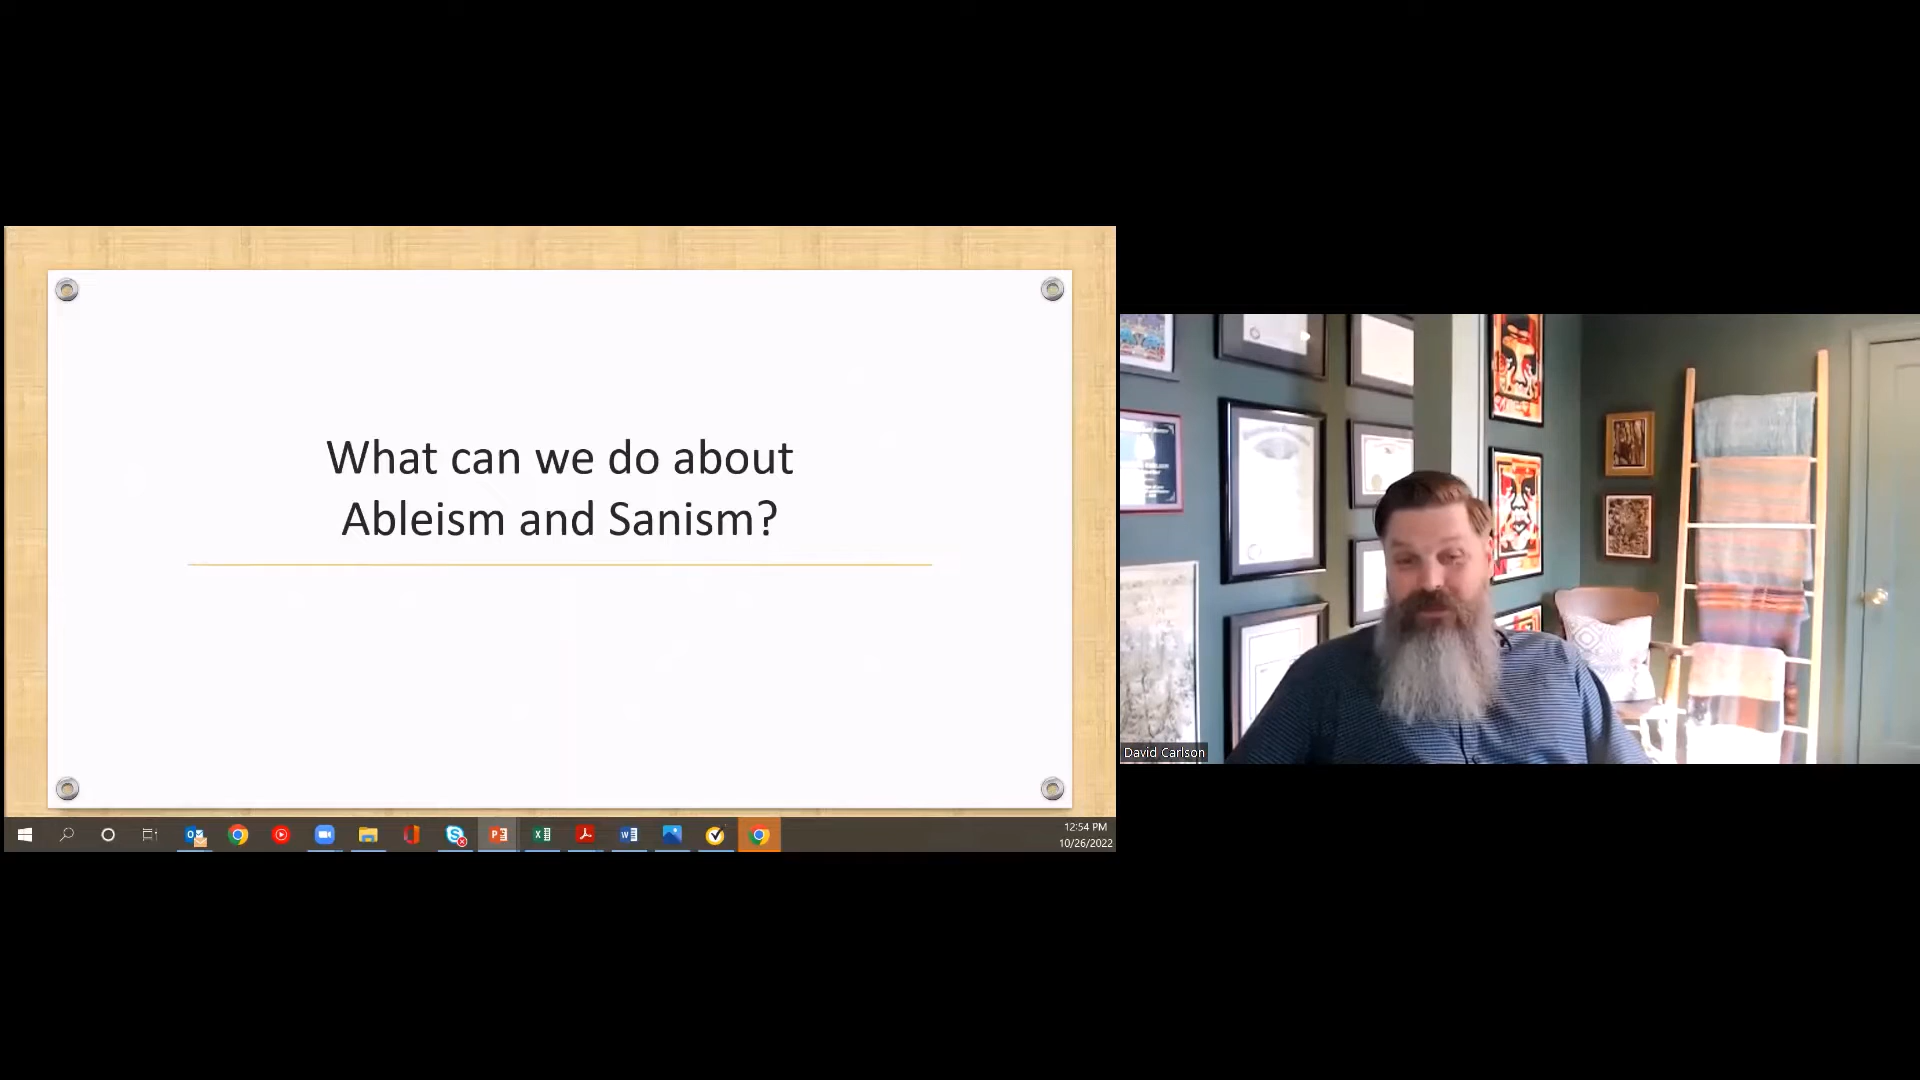 What can we do about
Ableism and Sanism?
David Carlson
12:54 PM
10/26/2022